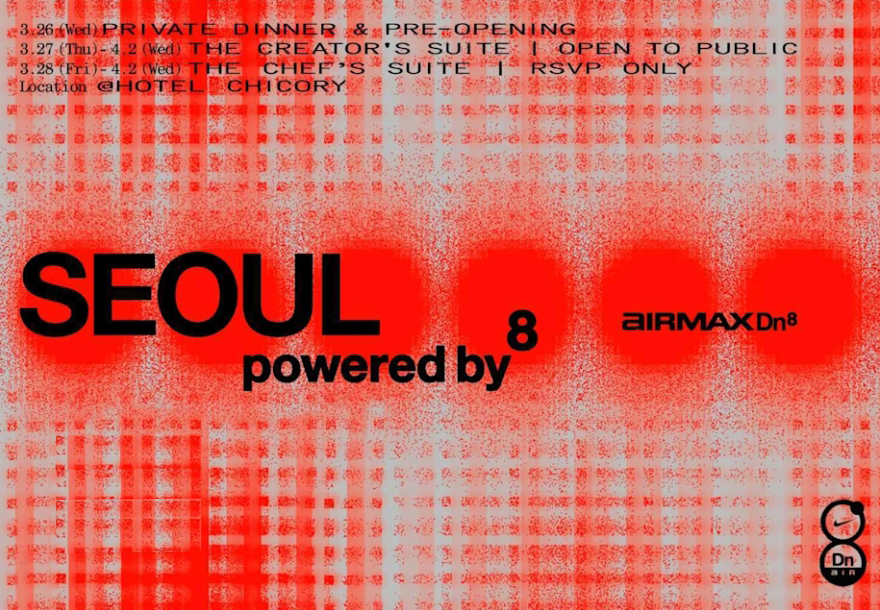 3.26 (Wed) PRIVATE DINNER & PRE-OPENING
3.27 (Thu) - 4.2 (Wed) THE CREATOR'S SUITE | OPEN TO PUBLIC
3.28 (Fri) - 4.2 (Wed) THE CHEF'S SUITE | RSVP ONLY
Location @HOTEL CHICORY
SEOUL
powered by 8
AIRMAX Dn8
Dn
AIR